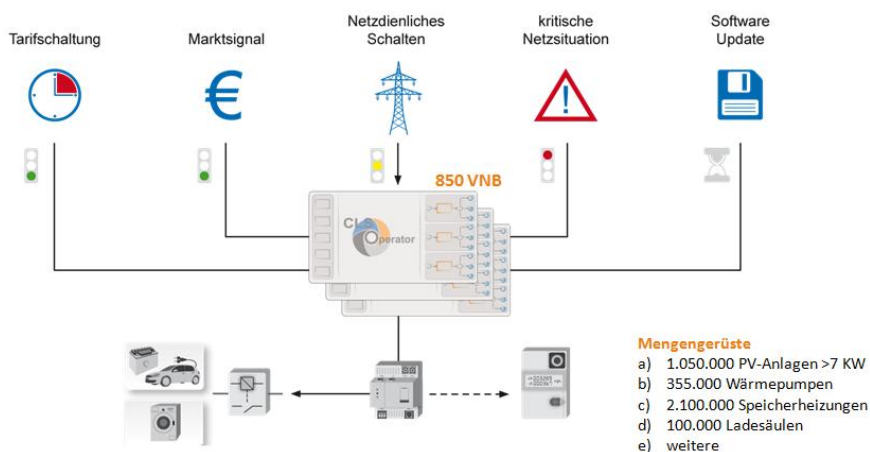 Tarifschaltung
Marktsignal
Netzdienliches
Schalten
kritische
Netzsituation
Software
Update
850 VNB
CLS
Operator
Mengengerüste
a) 1.050.000 PV-Anlagen >7 KW
b) 355.000 Wärmepumpen
c) 2.100.000 Speicherheizungen
d) 100.000 Ladesäulen
e) weitere